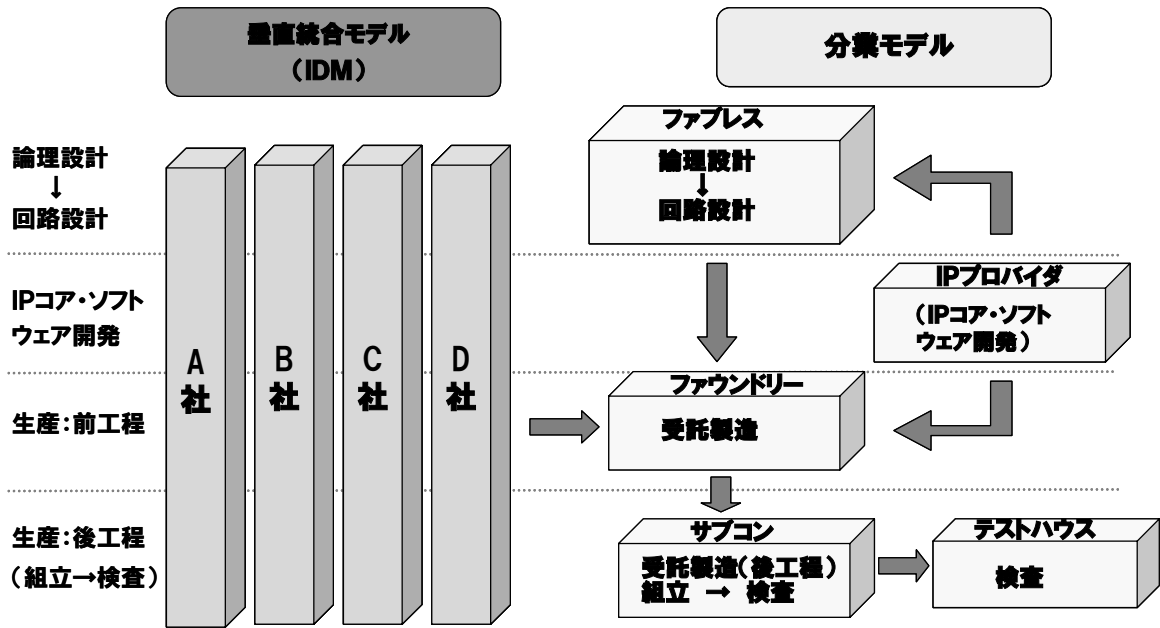 垂直統合モデル
（IDM）
分業モデル
論理設計
↓
回路設計
IPコア・ソフト
ウェア開発
生産：前工程
生産：後工程
（組立→検査）
A
社
B
社
C
社
D
社
ファブレス
論理設計
↓
回路設計
IPプロバイダ
（IPコア・ソフト
ウェア開発）
ファウンドリー
受託製造
サブコン
受託製造（後工程）
組立 → 検査
テストハウス
検査